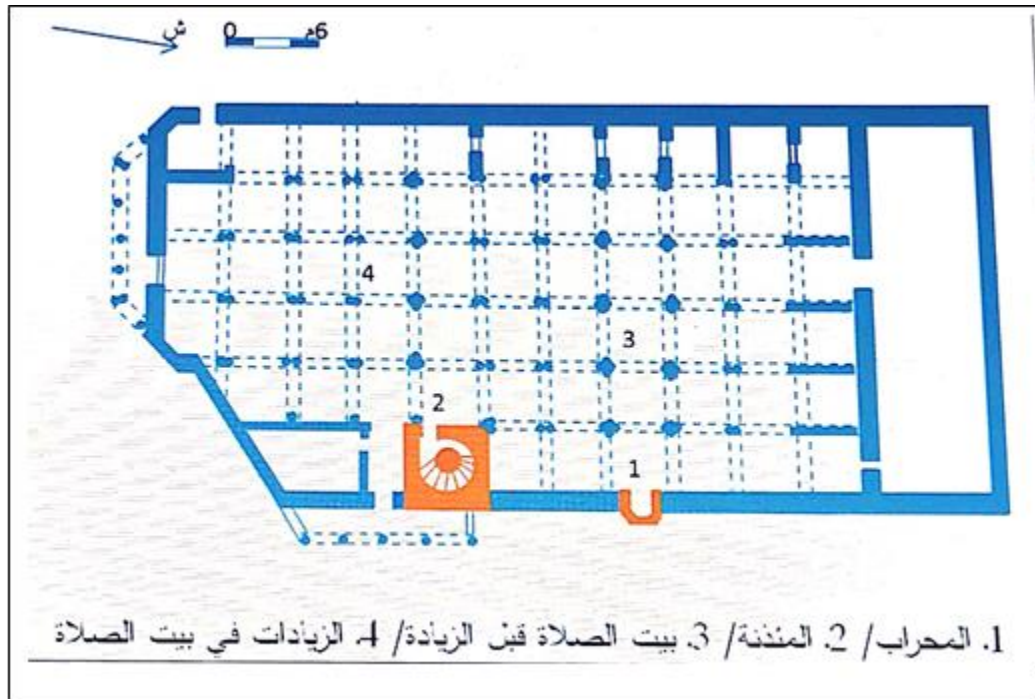 ش
0 6م
4
3
2
1
1. المحراب/ 2. المئذنة/ 3. بيت الصلاة قبل الزيادة/ 4. الزيادات في بيت الصلاة